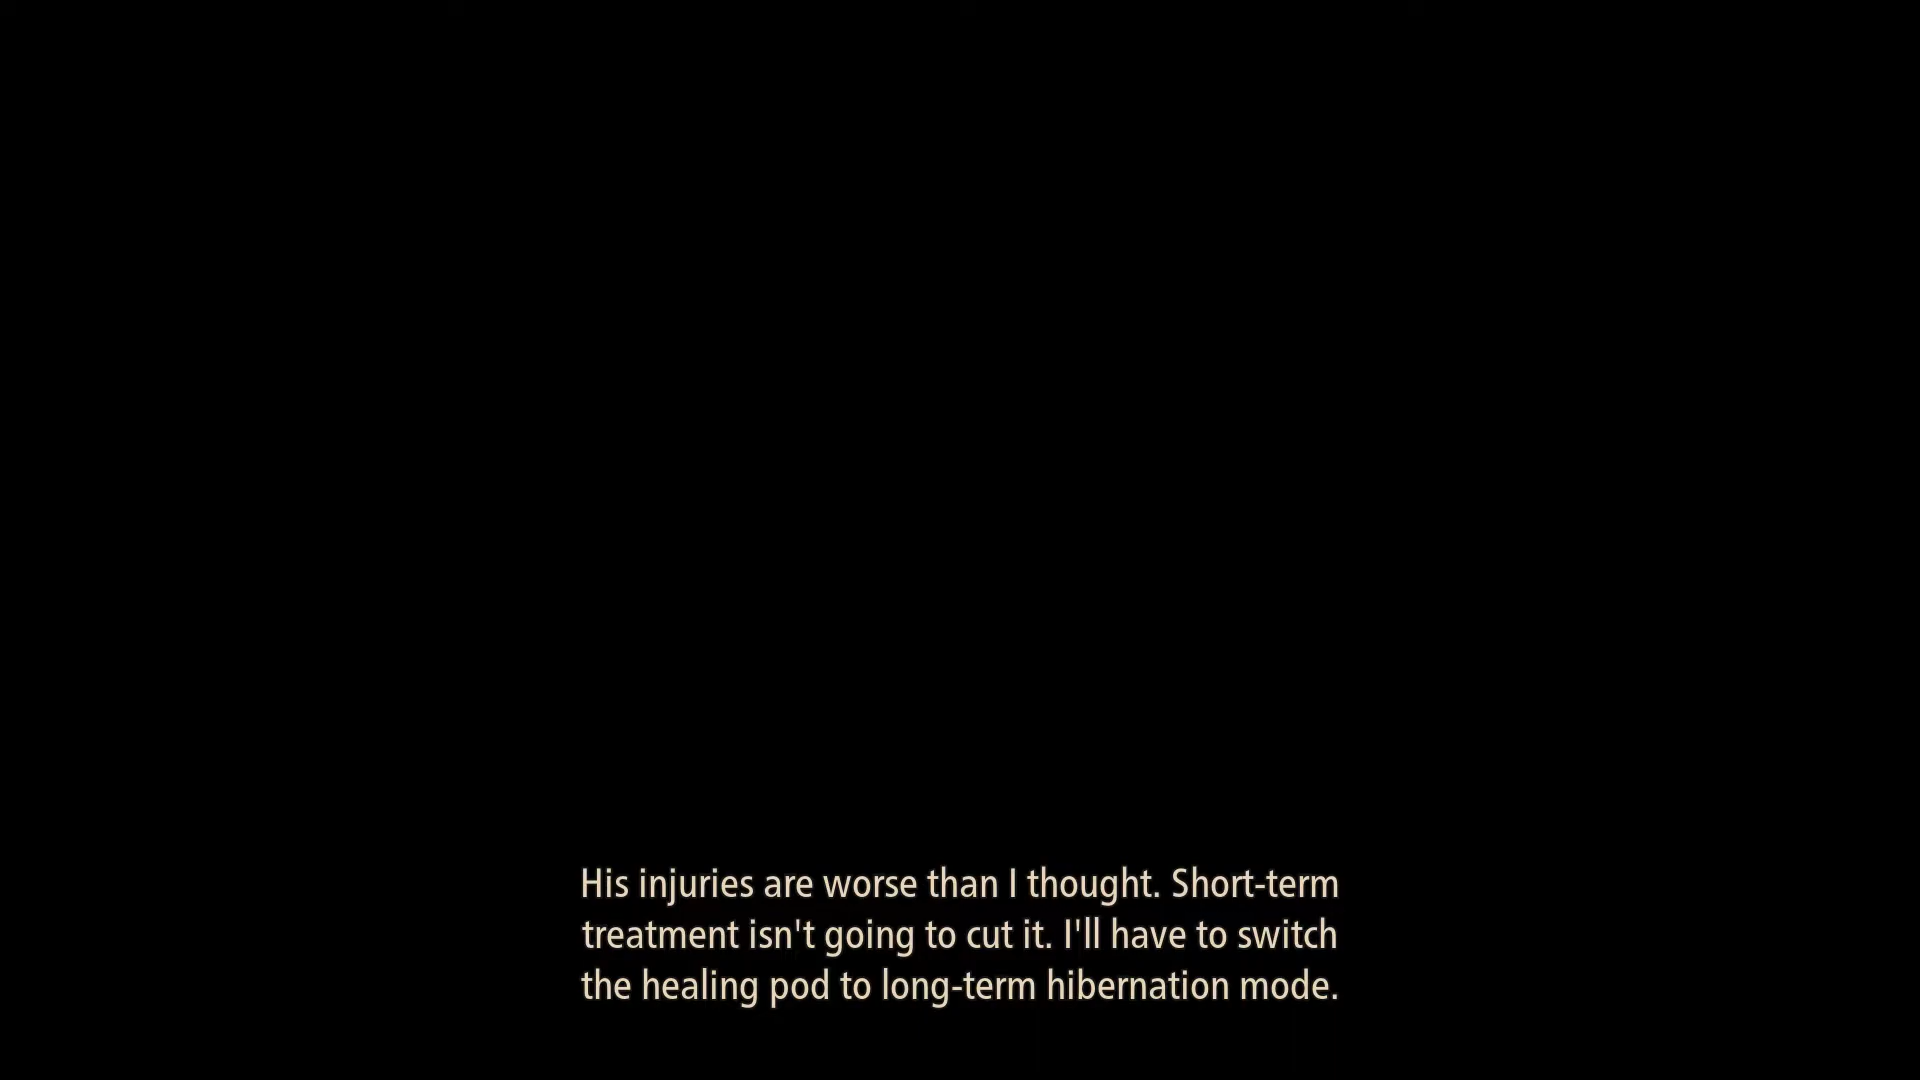 His injuries are worse than I thought. Short-term
treatment isn't going to cut it. I'll have to switch
the healing pod to long-term hibernation mode.